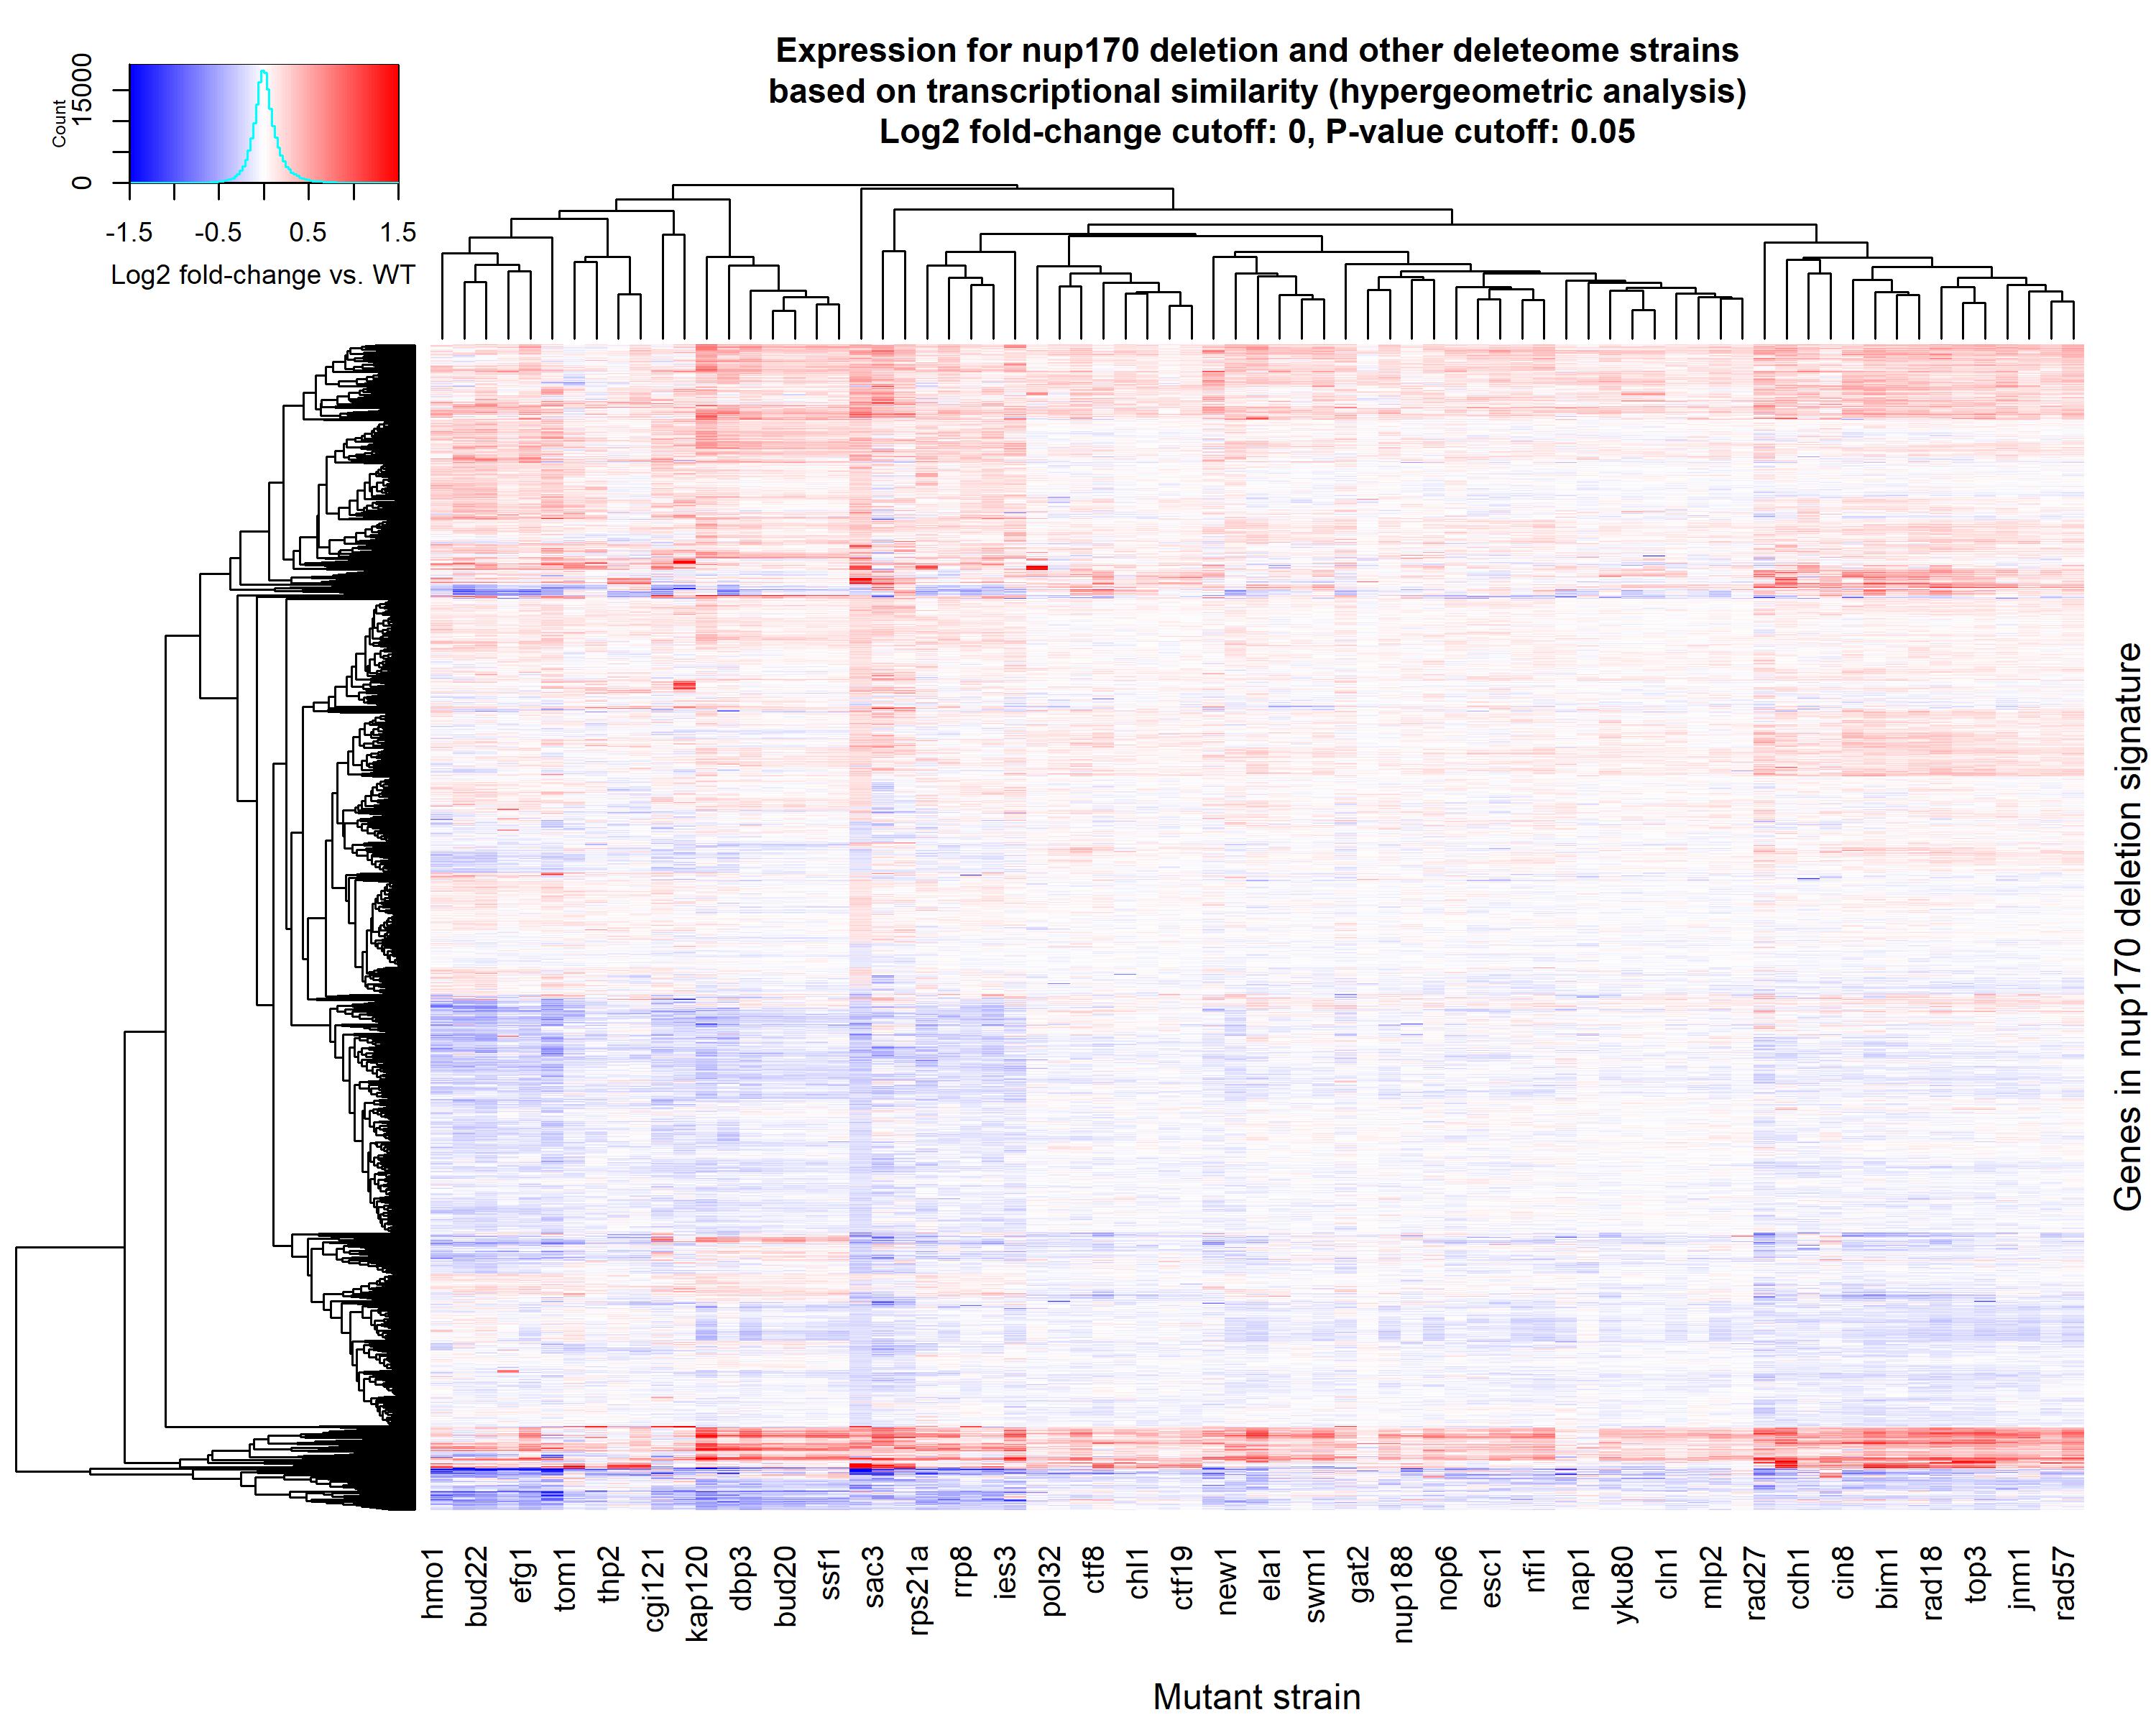 Expression for nup170 deletion and other deleteome strains
based on transcriptional similarity (hypergeometric analysis)
Log2 fold-change cutoff: 0, P-value cutoff: 0.05
Count
0 15000
-1.5 -0.5 0.5 1.5
Log2 fold-change vs. WT
Genes in nup170 deletion signature
hmo1 bud22 efg1 tom1 thp2 cgi121 kap120 dbp3 bud20 ssf1 sac3 rps21a rrp8 ies3 pol32 ctf8 chl1 ctf19 new1 ela1 swm1 gat2 nup188 nop6 esc1 nfi1 nap1 yku80 cln1 mlp2 rad27 cdh1 cin8 bim1 rad18 top3 jnm1 rad57
Mutant strain